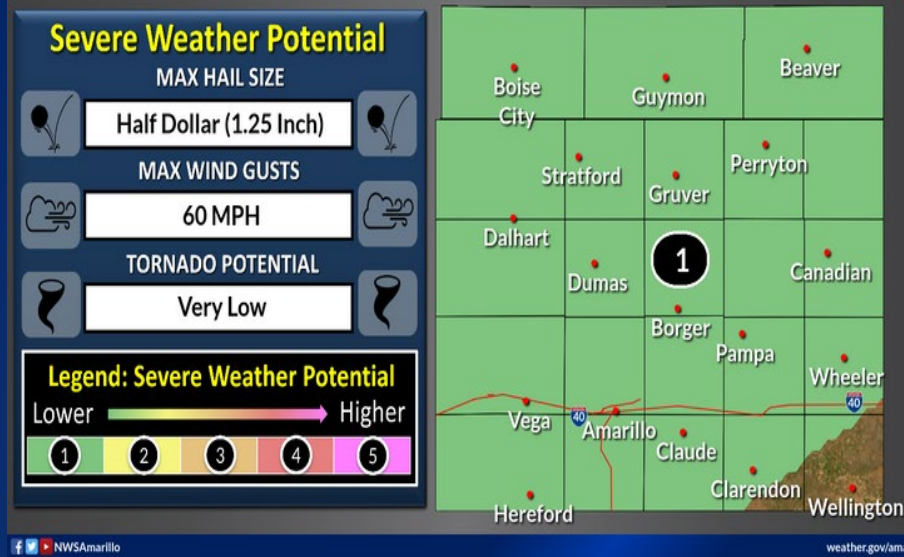 Severe Weather Potential
MAX HAIL SIZE
Half Dollar (1.25 Inch)
MAX WIND GUSTS
60 MPH
TORNADO POTENTIAL
Very Low
Legend: Severe Weather Potential
Lower Higher
1 2 3 4 5
Boise
City
Guymon
Beaver
Stratford
Gruver
Perryton
Dalhart
Dumas
1
Canadian
Borger
Pampa
Wheeler
Vega
40
Amarillo
40
Claude
Clarendon
Hereford
Wellington
NWSAmarillo
weather.gov/ama